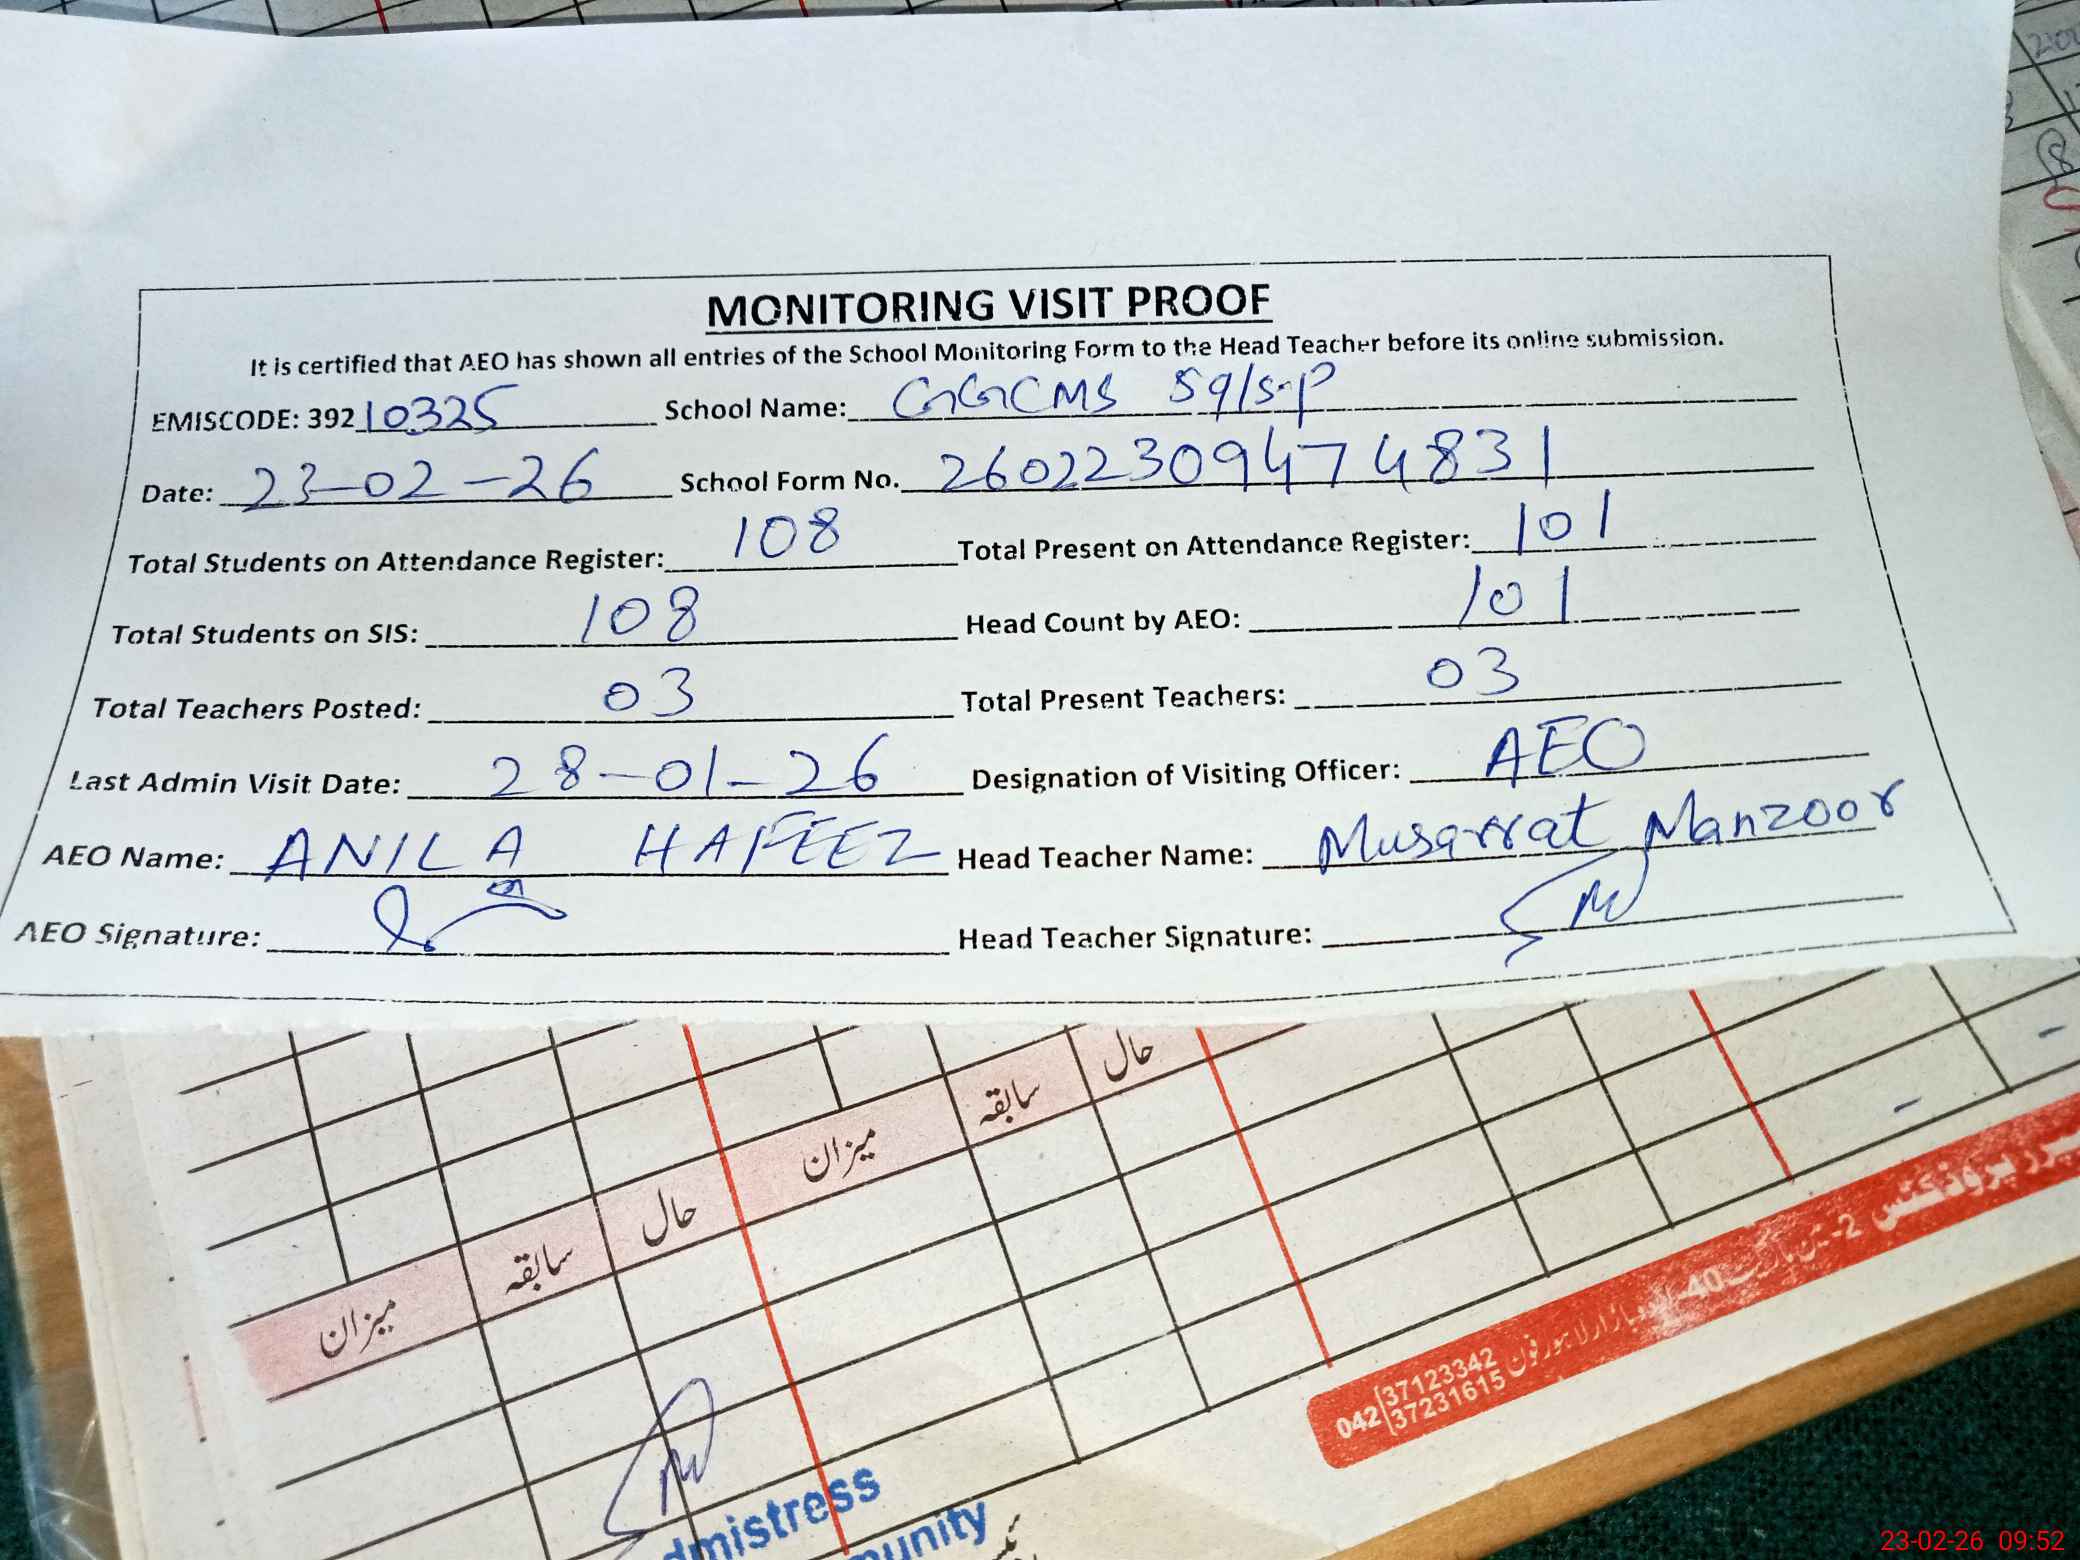 MONITORING VISIT PROOF
It is certified that AEO has shown all entries of the School Monitoring Form to the Head Teacher before its online submission.
EMISCODE: 39210325 School Name: GGCMS 59/S-P
Date: 23-02-26 School Form No. 26022309474831
Total Students on Attendance Register: 108 Total Present on Attendance Register: 101
Total Students on SIS: 108 Head Count by AEO: 101
Total Teachers Posted: 03 Total Present Teachers: 03
Last Admin Visit Date: 28-01-26 Designation of Visiting Officer: AEO
AEO Name: ANILA HAFEEZ Head Teacher Name: Musarrat Manzoor
AEO Signature: Head Teacher Signature:
حال
سابقہ
میزان
حال
سابقہ
میزان
042 37123342
37231615
dmistress
munity
23-02-26 09:52